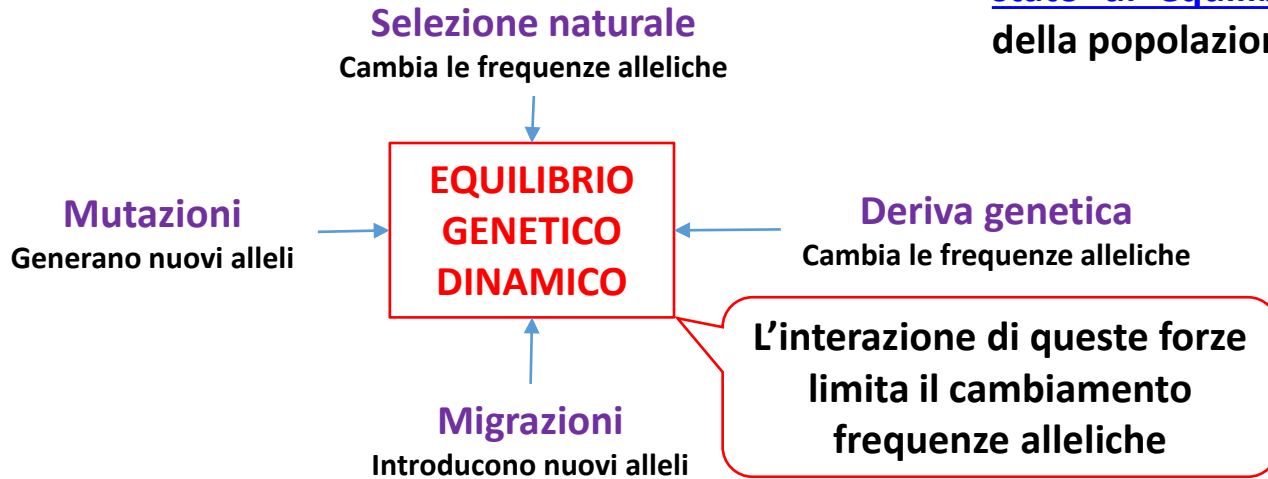 della popolazion
Selezione naturale
Cambia le frequenze alleliche
EQUILIBRIO
GENETICO
DINAMICO
Mutazioni
Generano nuovi alleli
Deriva genetica
Cambia le frequenze alleliche
L’interazione di queste forze
limita il cambiamento
frequenze alleliche
Migrazioni
Introducono nuovi alleli